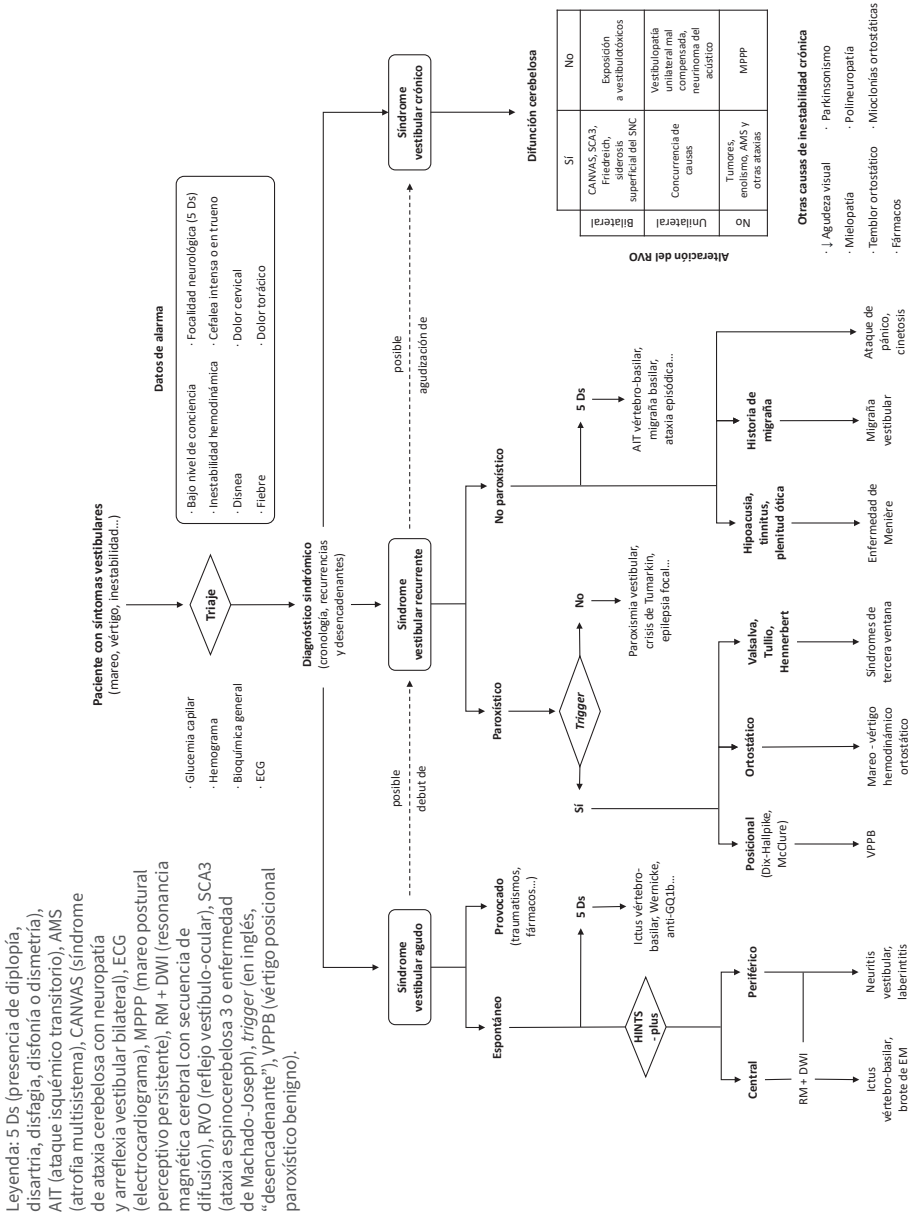 Leyenda: 5 Ds (presencia de diplopía,
disartria, disfagia, disfonía o dismetría),
AIT (ataque isquémico transitorio), AMS
(atrofia multisistema), CANVAS (síndrome
de ataxia cerebelosa con neuropatía
y arreflexia vestibular bilateral), ECG
(electrocardiograma), MPPP (mareo postural
perceptivo persistente), RM + DWI (resonancia
magnética cerebral con secuencia de
difusión), RVO (reflejo vestíbulo-ocular), SCA3
(ataxia espinocerebelosa 3 o enfermedad
de Machado-Joseph), trigger (en inglés,
“desencadenante”), VPPB (vértigo posicional
paroxístico benigno).
Paciente con síntomas vestibulares
(mareo, vértigo, inestabilidad...)
Triaje
· Glucemia capilar
· Hemograma
· Bioquímica general
· ECG
Datos de alarma
· Bajo nivel de conciencia
· Focalidad neurológica (5 Ds)
· Inestabilidad hemodinámica
· Cefalea intensa o en trueno
· Disnea
· Dolor cervical
· Fiebre
· Dolor torácico
Diagnóstico sindrómico
(cronología, recurrencias
y desencadenantes)
Síndrome
vestibular agudo
posible
debut de
Síndrome
vestibular recurrente
posible
agudización de
Síndrome
vestibular crónico
Espontáneo
Provocado
(traumatismos,
fármacos...)
5 Ds
Ictus vértebro-
basilar, Wernicke,
anti-GQ1b...
HINTS
- plus
Central
Periférico
RM + DWI
Ictus
vértebro-basilar,
brote de EM
Neuritis
vestibular,
laberintitis
Paroxístico
No paroxístico
Trigger
Sí
No
Paroxismia vestibular,
crisis de Tumarkin,
epilepsia focal...
Posicional
(Dix-Hallpike,
McClure)
Ortostático
Valsalva,
Tullio,
Hennerbert
VPPB
Mareo - vértigo
hemodinámico
ortostático
Síndromes de
tercera ventana
5 Ds
AIT vértebro-basilar,
migraña basilar,
ataxia episódica...
Hipoacusia,
tinnitus,
plenitud ótica
Historia de
migraña
Enfermedad de
Menière
Migraña
vestibular
Ataque de
pánico,
cinetosis
Difunción cerebelosa
Sí
No
Alteración del RVO
Bilateral
CANVAS, SCA3,
Friedreich,
siderosis
superficial del SNC
Exposición
a vestibulotóxicos
Unilateral
Concurrencia de
causas
Vestibulopatía
unilateral mal
compensada,
neurinoma del
acústico
No
Tumores,
enolismo, AMS y
otras ataxias
MPPP
Otras causas de inestabilidad crónica
· ↓ Agudeza visual
· Parkinsonismo
· Mielopatía
· Polineuropatía
· Temblor ortostático
· Mioclonías ortostáticas
· Fármacos